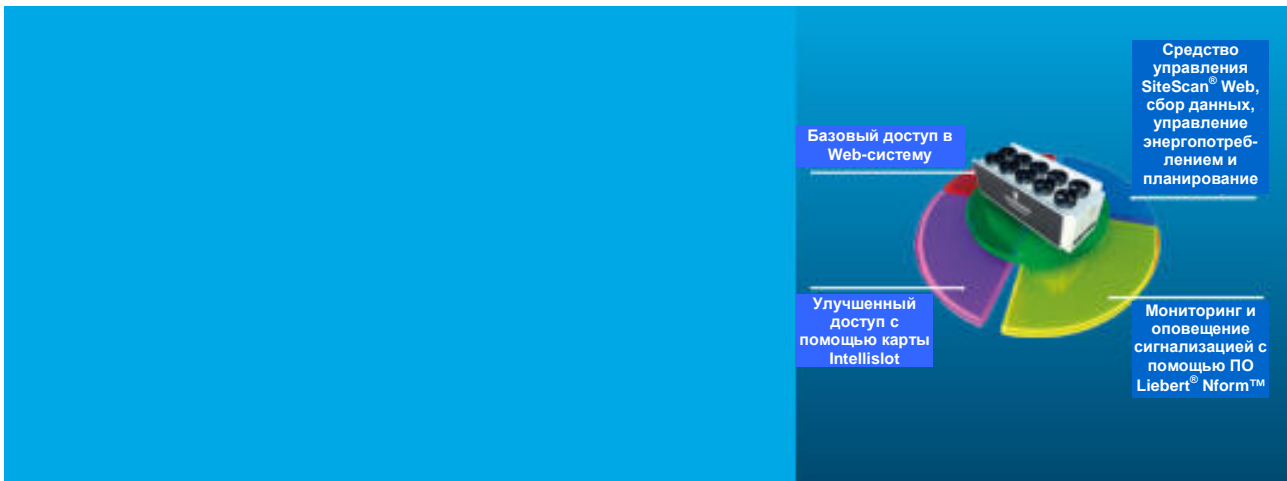 Базовый доступ в
Web-систему
Средство
управления
SiteScan® Web,
сбор данных,
управление
энергопотреб-
лением и
планирование
Улучшенный
доступ с
помощью карты
Intellislot
Мониторинг и
оповещение
сигнализацией с
помощью ПО
Liebert® Nform™